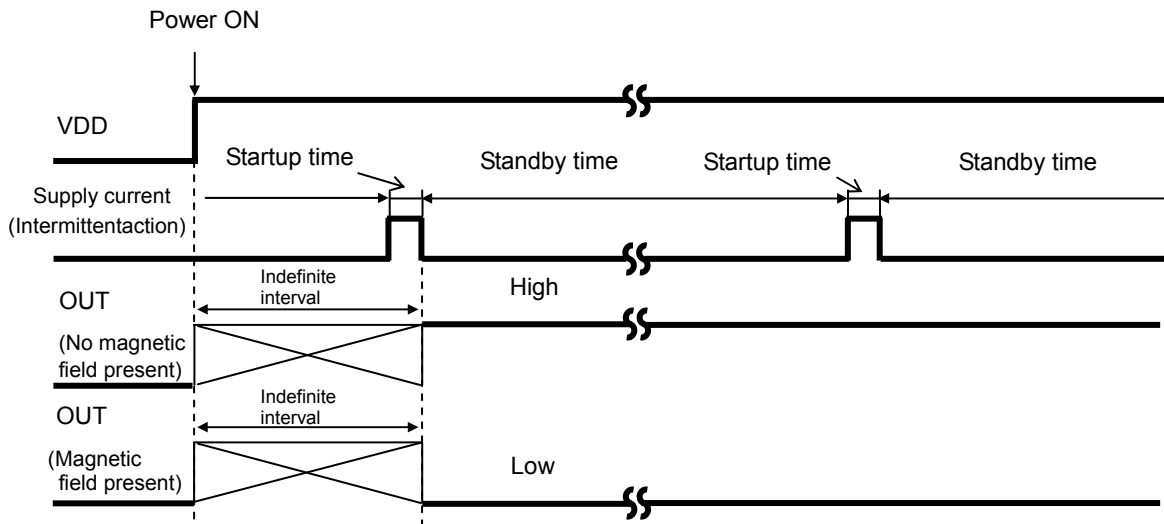 Power ON
VDD
Startup time
Standby time
Startup time
Standby time
Supply current
(Intermittentaction)
Indefinite
interval
High
OUT
(No magnetic
field present)
Indefinite
interval
OUT
(Magnetic
field present)
Low